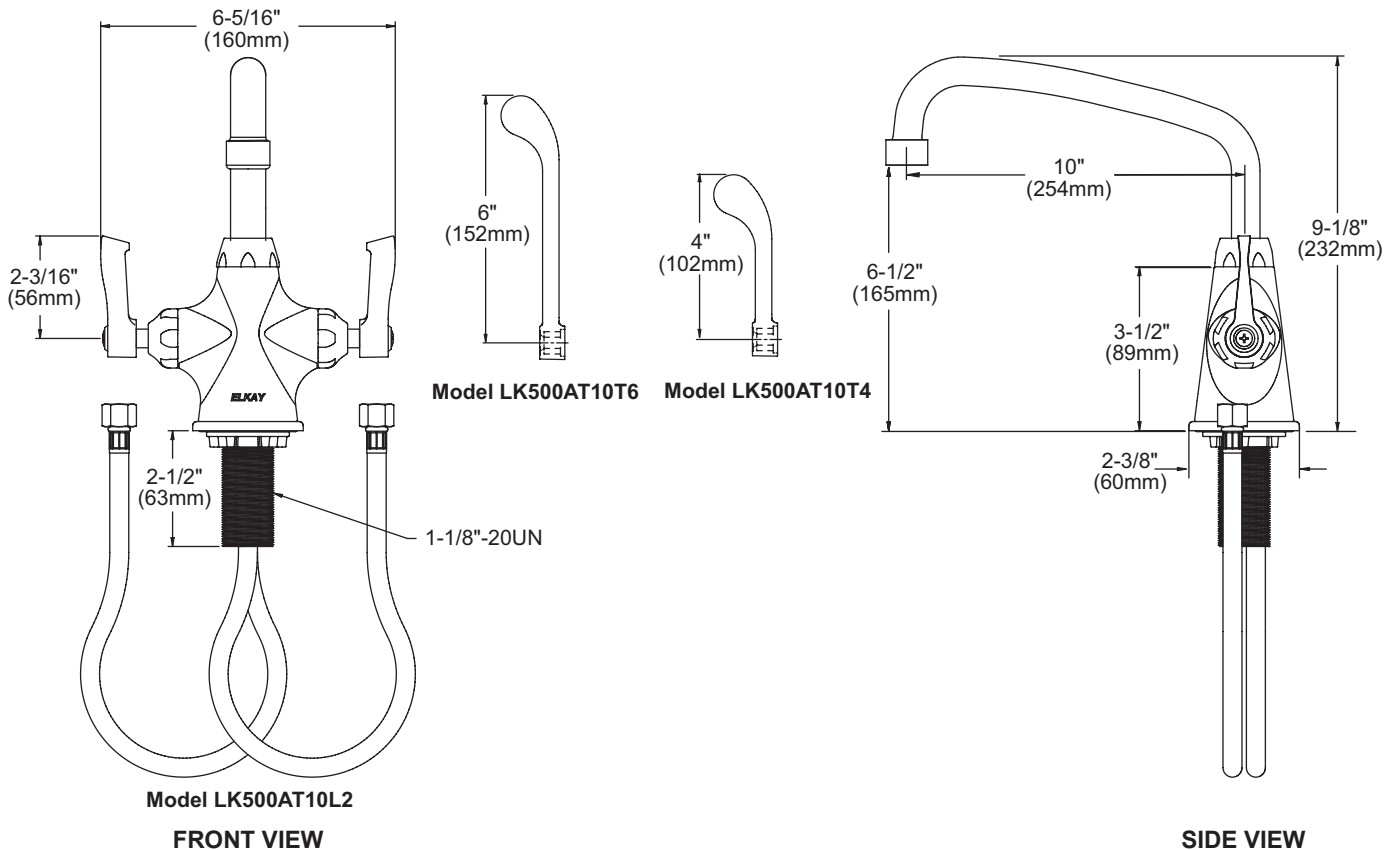 6-5/16"
(160mm)
2-3/16"
(56mm)
ELKAY
2-1/2"
(63mm)
1-1/8"-20UN
Model LK500AT10L2
FRONT VIEW
6"
(152mm)
Model LK500AT10T6
4"
(102mm)
Model LK500AT10T4
10"
(254mm)
9-1/8"
(232mm)
6-1/2"
(165mm)
3-1/2"
(89mm)
2-3/8"
(60mm)
SIDE VIEW